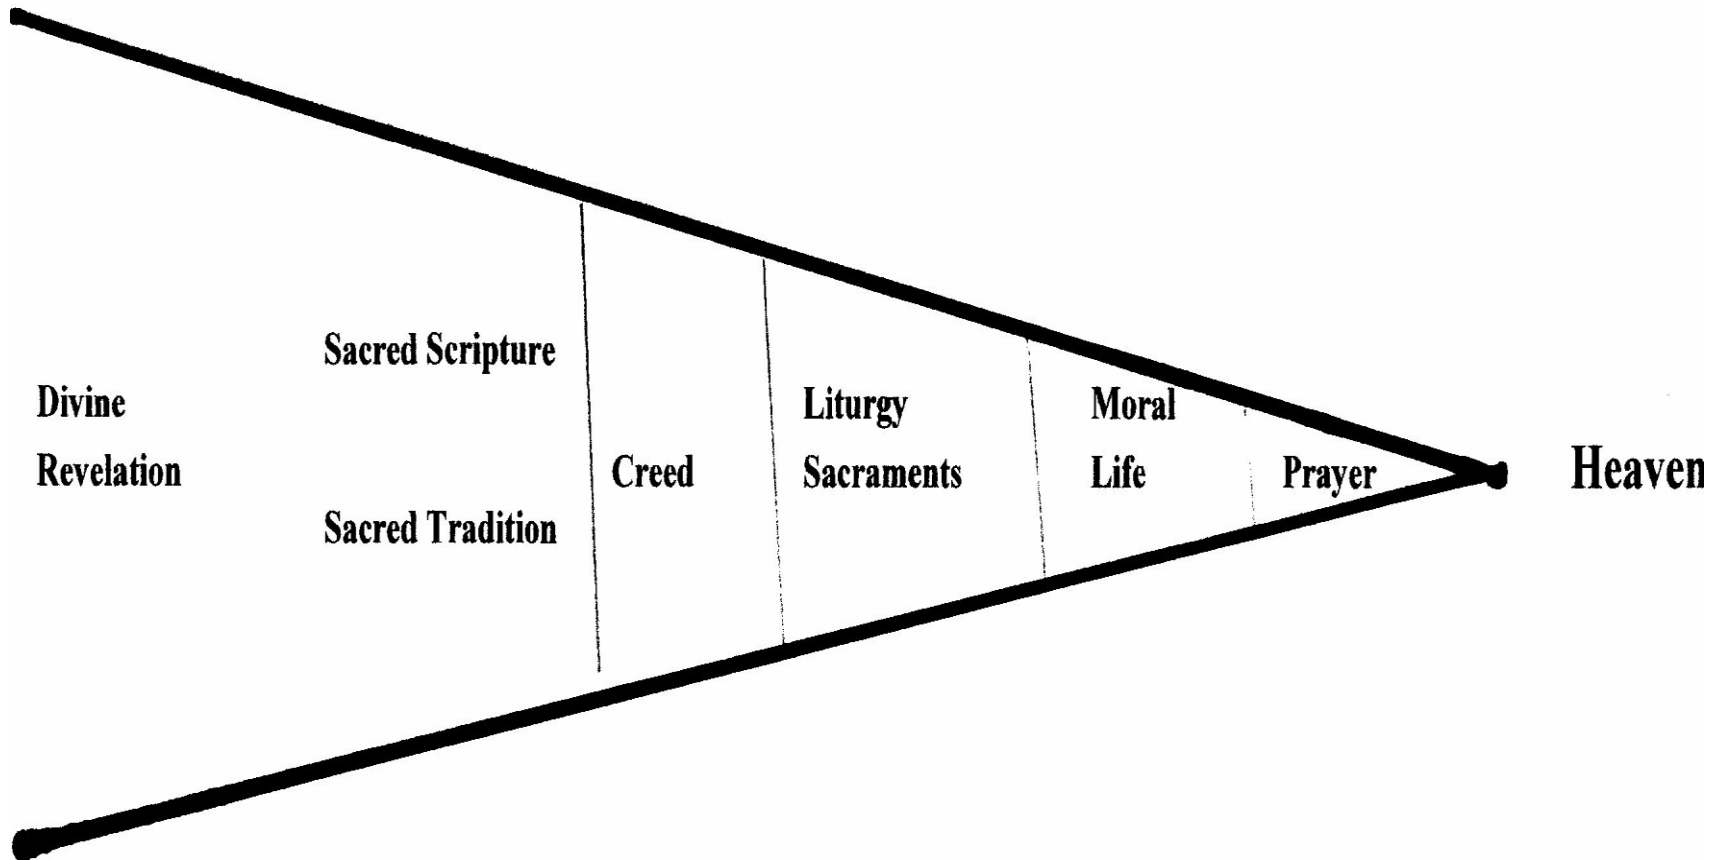 Divine
Revelation
Sacred Scripture
Sacred Tradition
Creed
Liturgy
Sacraments
Moral
Life
Prayer
Heaven